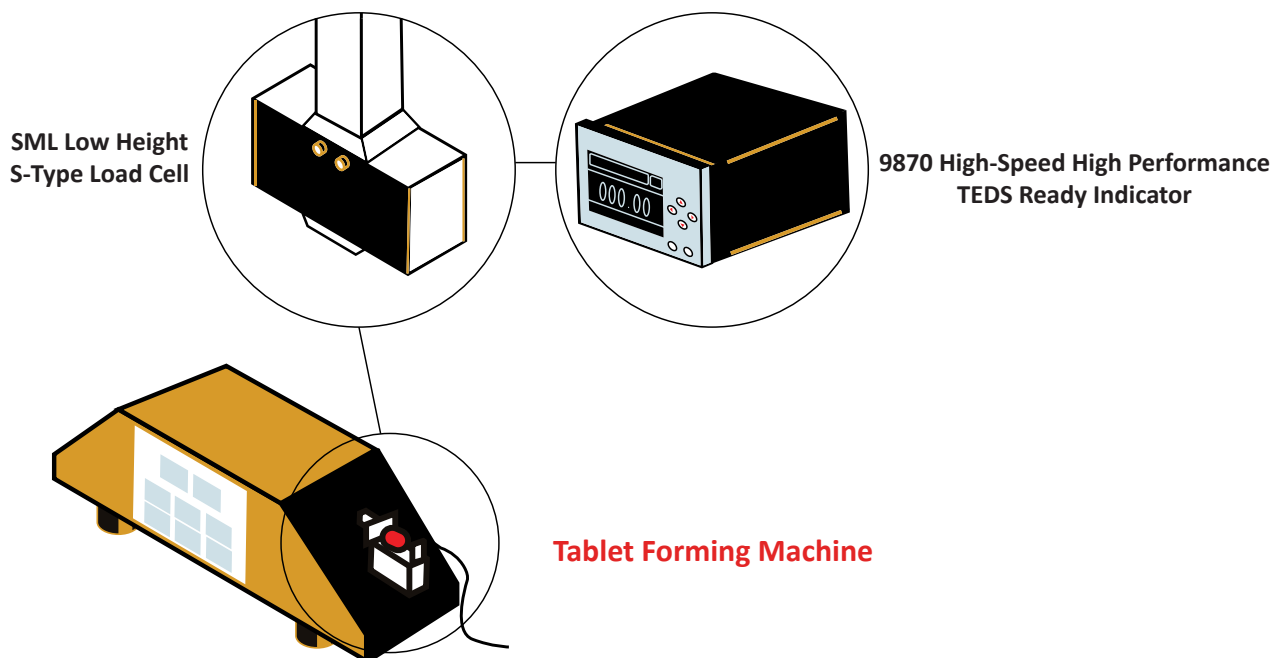 SML Low Height
S-Type Load Cell
9870 High-Speed High Performance
TEDS Ready Indicator
000.00
Tablet Forming Machine